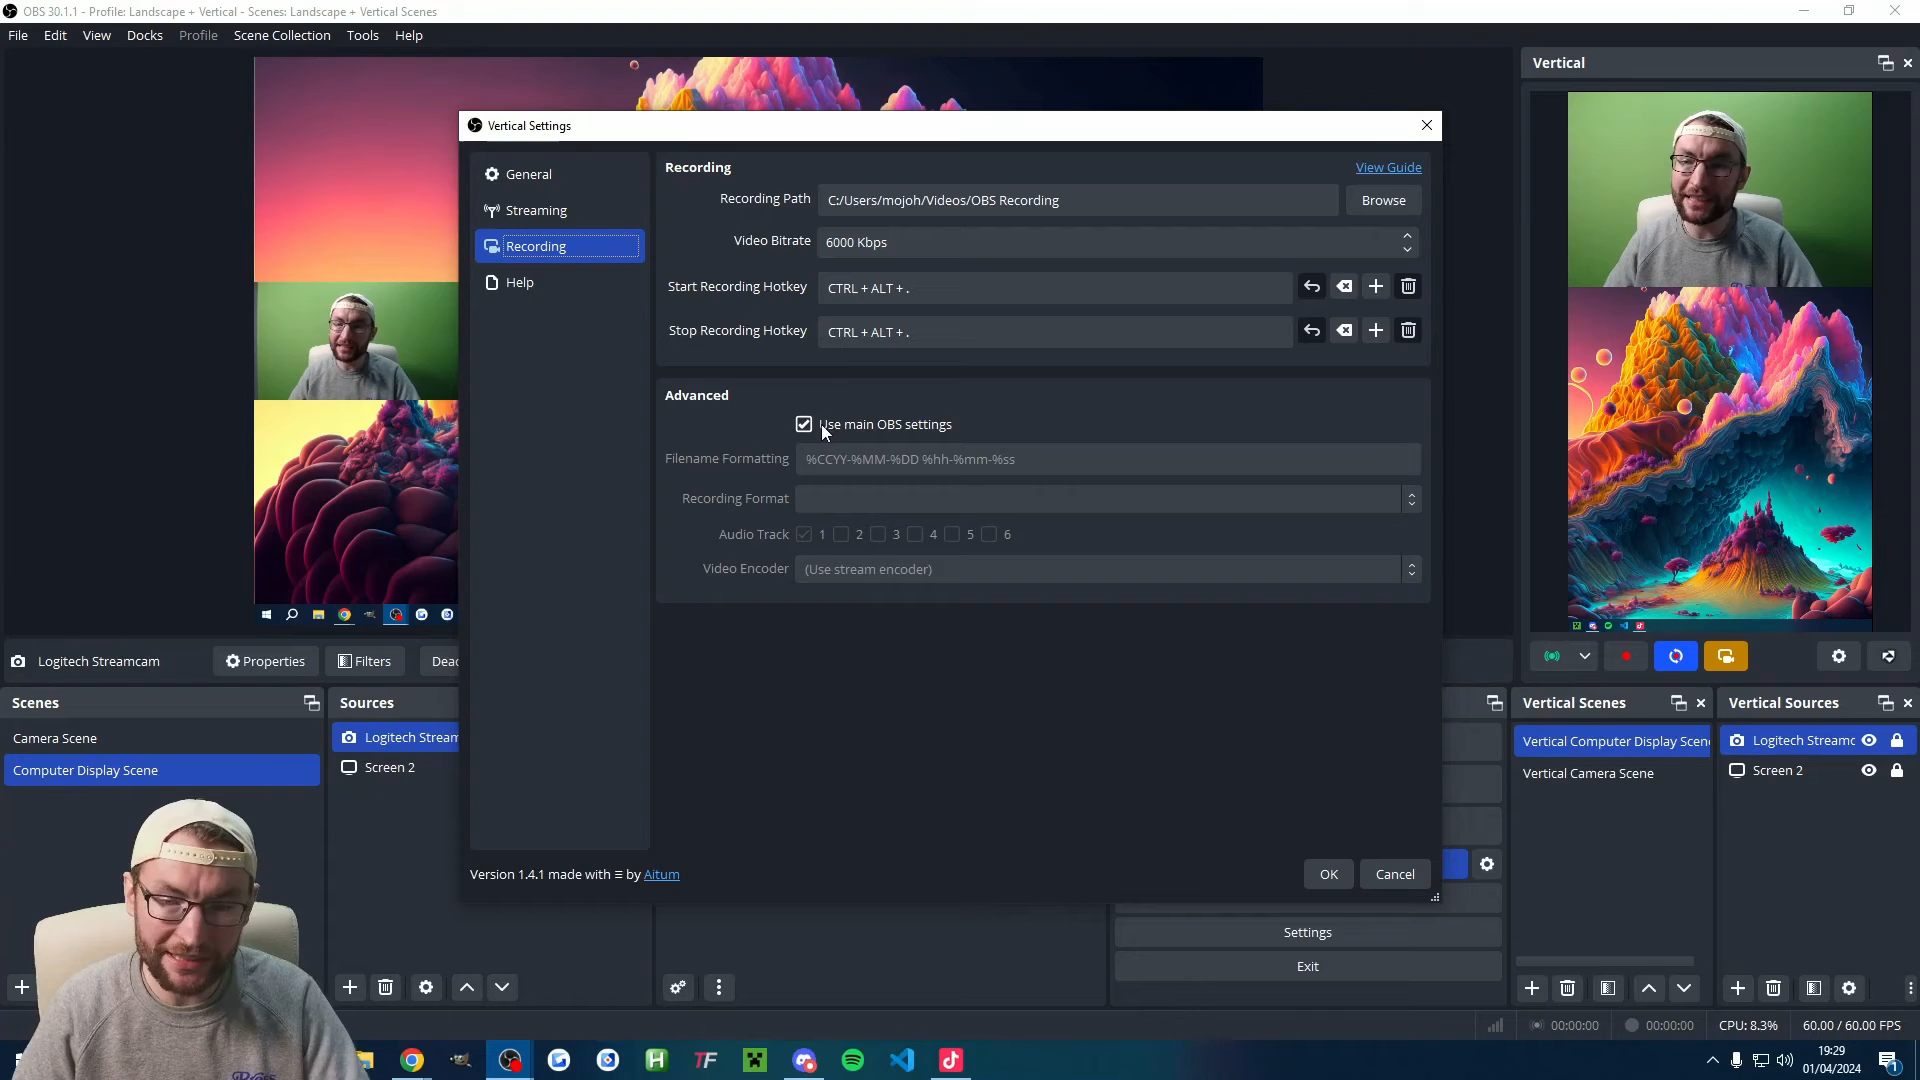 OBS 30.1.1 - Profile: Landscape + Vertical - Scenes: Landscape + Vertical Scenes
File Edit View Docks Profile Scene Collection Tools Help
Vertical
Vertical Settings
General
Streaming
Recording
Help
Recording
View Guide
Recording Path C:/Users/mojoh/Videos/OBS Recording Browse
Video Bitrate 6000 Kbps
Start Recording Hotkey CTRL + ALT + .
Stop Recording Hotkey CTRL + ALT + .
Advanced
Use main OBS settings
Filename Formatting %CCYY-%MM-%DD %hh-%mm-%ss
Recording Format
Audio Track 1 2 3 4 5 6
Video Encoder (Use stream encoder)
Version 1.4.1 made with ≡ by Aitum
OK Cancel
Logitech Streamcam Properties Filters Deac
Scenes
Camera Scene
Computer Display Scene
Sources
Logitech Stream
Screen 2
Settings
Exit
Vertical Scenes
Vertical Computer Display Scen
Vertical Camera Scene
Vertical Sources
Logitech Streamc
Screen 2
00:00:00 00:00:00 CPU: 8.3% 60.00 / 60.00 FPS
H TF
19:29
01/04/2024
1